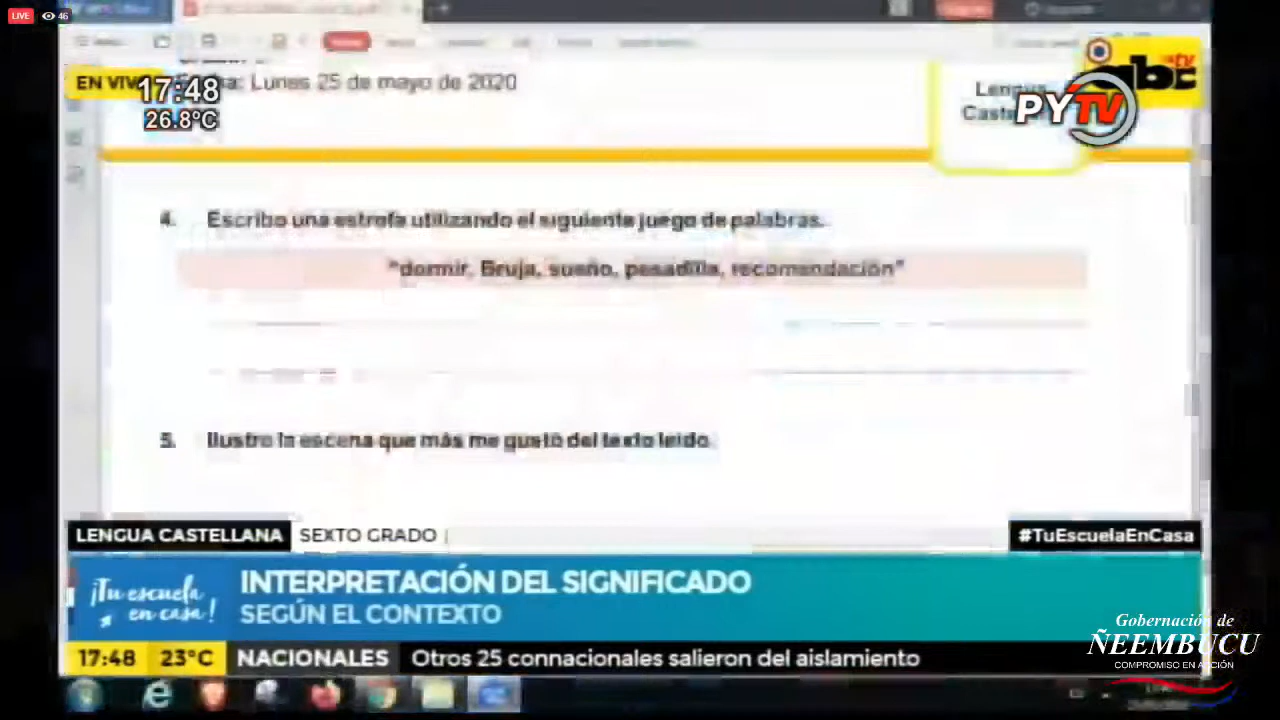 LIVE 46
EN VIVO
17:48
26.8°C
Lunes 25 de mayo de 2020
Lengua
abc tv
PYTV
4. Escribo una estrofa utilizando el siguiente juego de palabras.
"dormir, Bruja, sueño, pesadilla, recomendación"
5. Ilustro la escena que más me gustó del texto leído.
LENGUA CASTELLANA SEXTO GRADO
#TuEscuelaEnCasa
¡Tu escuela
en casa!
INTERPRETACIÓN DEL SIGNIFICADO
SEGÚN EL CONTEXTO
17:48 23°C NACIONALES Otros 25 connacionales salieron del aislamiento
Gobernación de
ÑEEMBUCU
COMPROMISO EN ACCIÓN